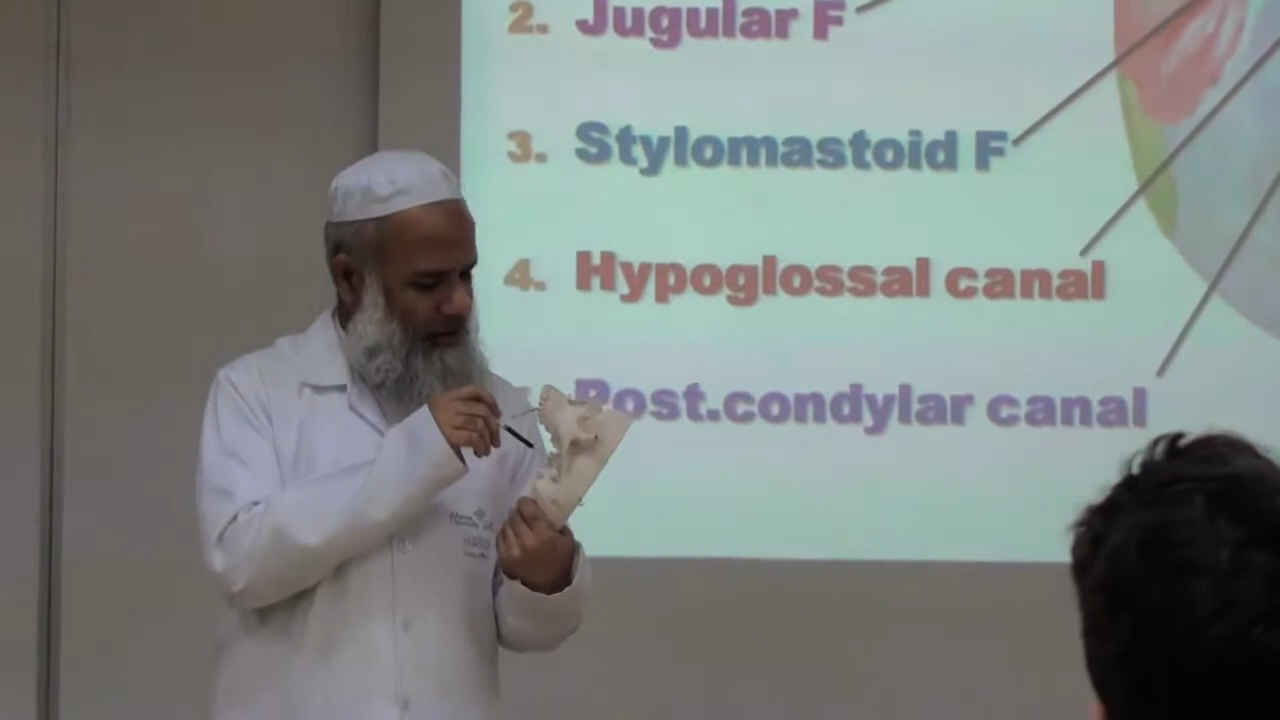 2. Jugular F
3. Stylomastoid F
4. Hypoglossal canal
Post.condylar canal